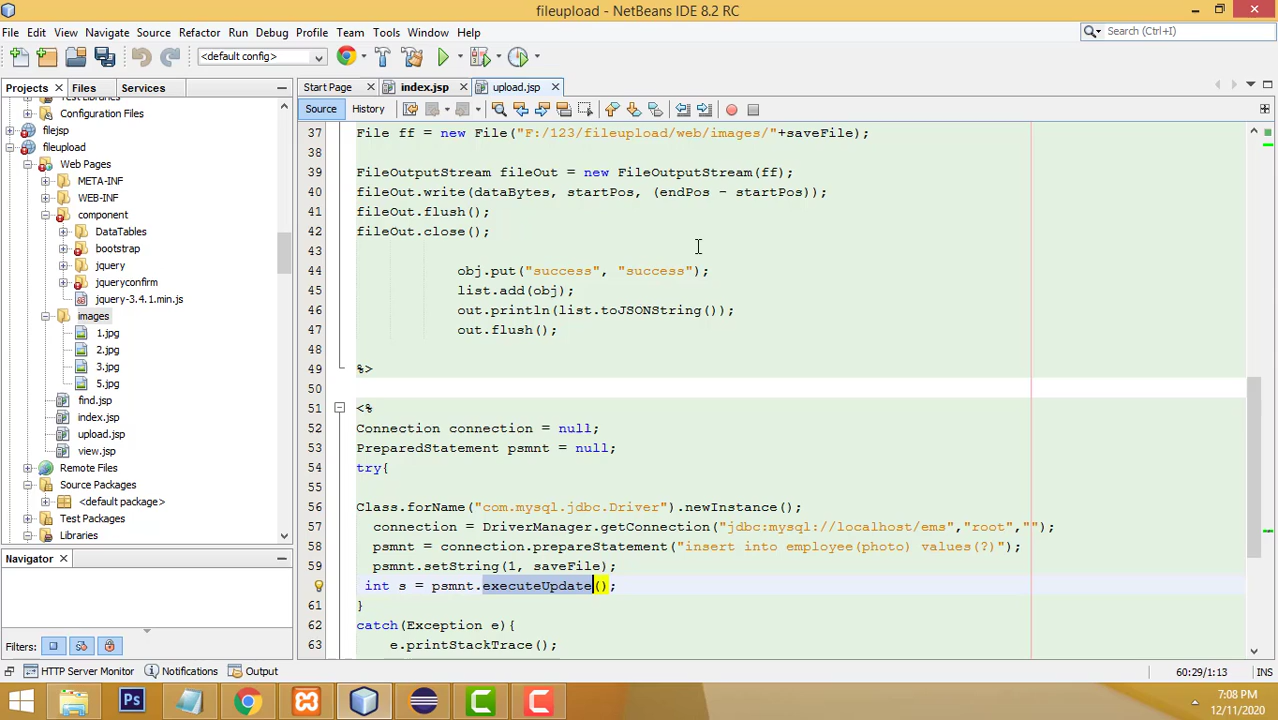 fileupload - NetBeans IDE 8.2 RC
File Edit View Navigate Source Refactor Run Debug Profile Team Tools Window Help
Search (Ctrl+I)
<default config>
Projects Files Services
Start Page index.jsp upload.jsp
Source History
Test Libraries
Configuration Files
filejsp
fileupload
Web Pages
META-INF
WEB-INF
component
DataTables
bootstrap
jquery
jqueryconfirm
jquery-3.4.1.min.js
images
1.jpg
2.jpg
3.jpg
5.jpg
find.jsp
index.jsp
upload.jsp
view.jsp
Remote Files
Source Packages
<default package>
Test Packages
Libraries
Navigator
Filters:
37 File ff = new File("F:/123/fileupload/web/images/"+saveFile);
38
39 FileOutputStream fileOut = new FileOutputStream(ff);
40 fileOut.write(dataBytes, startPos, (endPos - startPos));
41 fileOut.flush();
42 fileOut.close();
43
44 obj.put("success", "success");
45 list.add(obj);
46 out.println(list.toJSONString());
47 out.flush();
48
49 %>
50
51 <%
52 Connection connection = null;
53 PreparedStatement psmnt = null;
54 try{
55
56 Class.forName("com.mysql.jdbc.Driver").newInstance();
57 connection = DriverManager.getConnection("jdbc:mysql://localhost/ems","root","");
58 psmnt = connection.prepareStatement("insert into employee(photo) values(?)");
59 psmnt.setString(1, saveFile);
int s = psmnt.executeUpdate();
61 }
62 catch(Exception e){
63 e.printStackTrace();
HTTP Server Monitor Notifications Output
60:29/1:13 INS
Ps
7:08 PM
12/11/2020